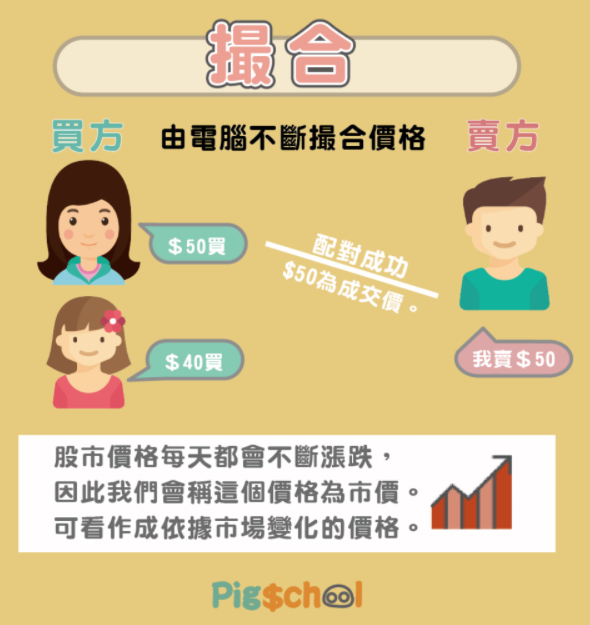 撮合
買方
由電腦不斷撮合價格
賣方
$50買
配對成功
$50為成交價。
$40買
我賣$50
股市價格每天都會不斷漲跌，
因此我們會稱這個價格為市價。
可看作成依據市場變化的價格。
Pig$chool